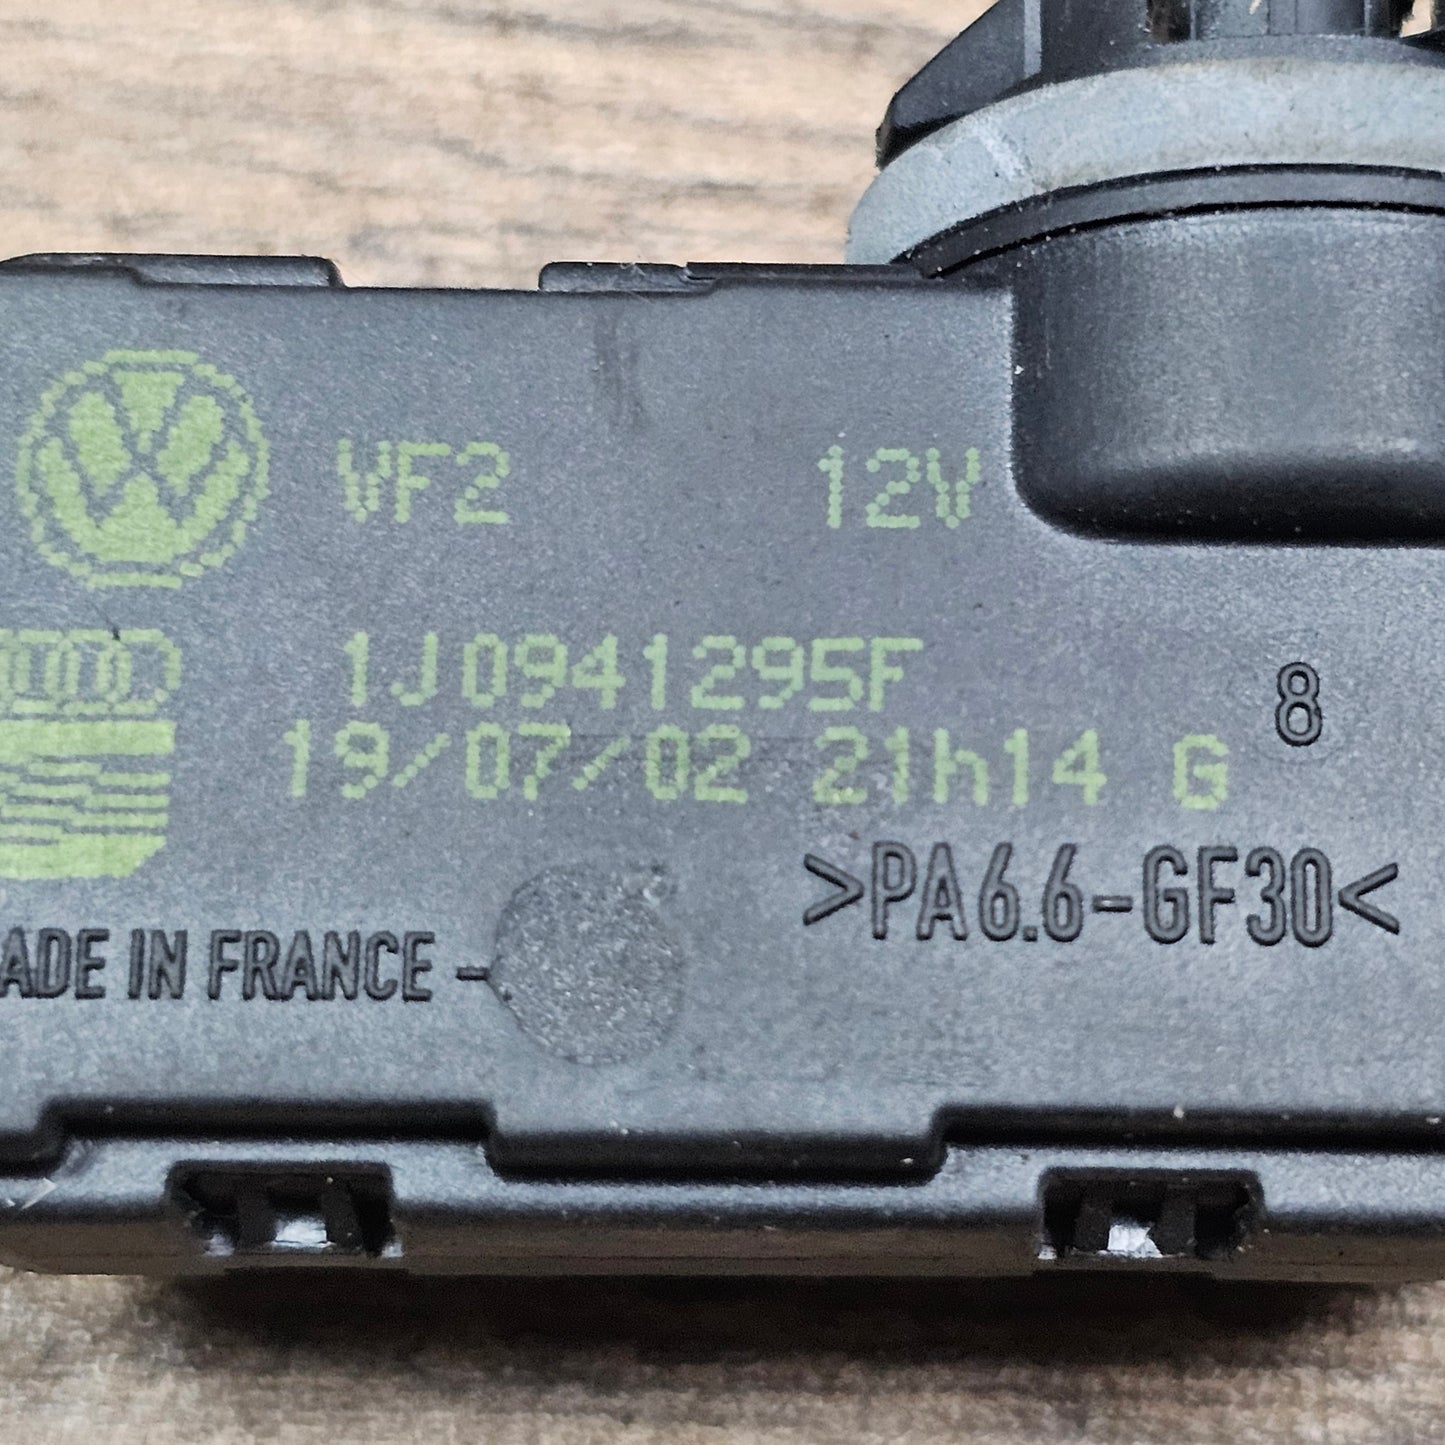 VF2 12V
1J0941295F
19/07/02 21h14 G
8
>PA6.6-GF30<
ADE IN FRANCE -